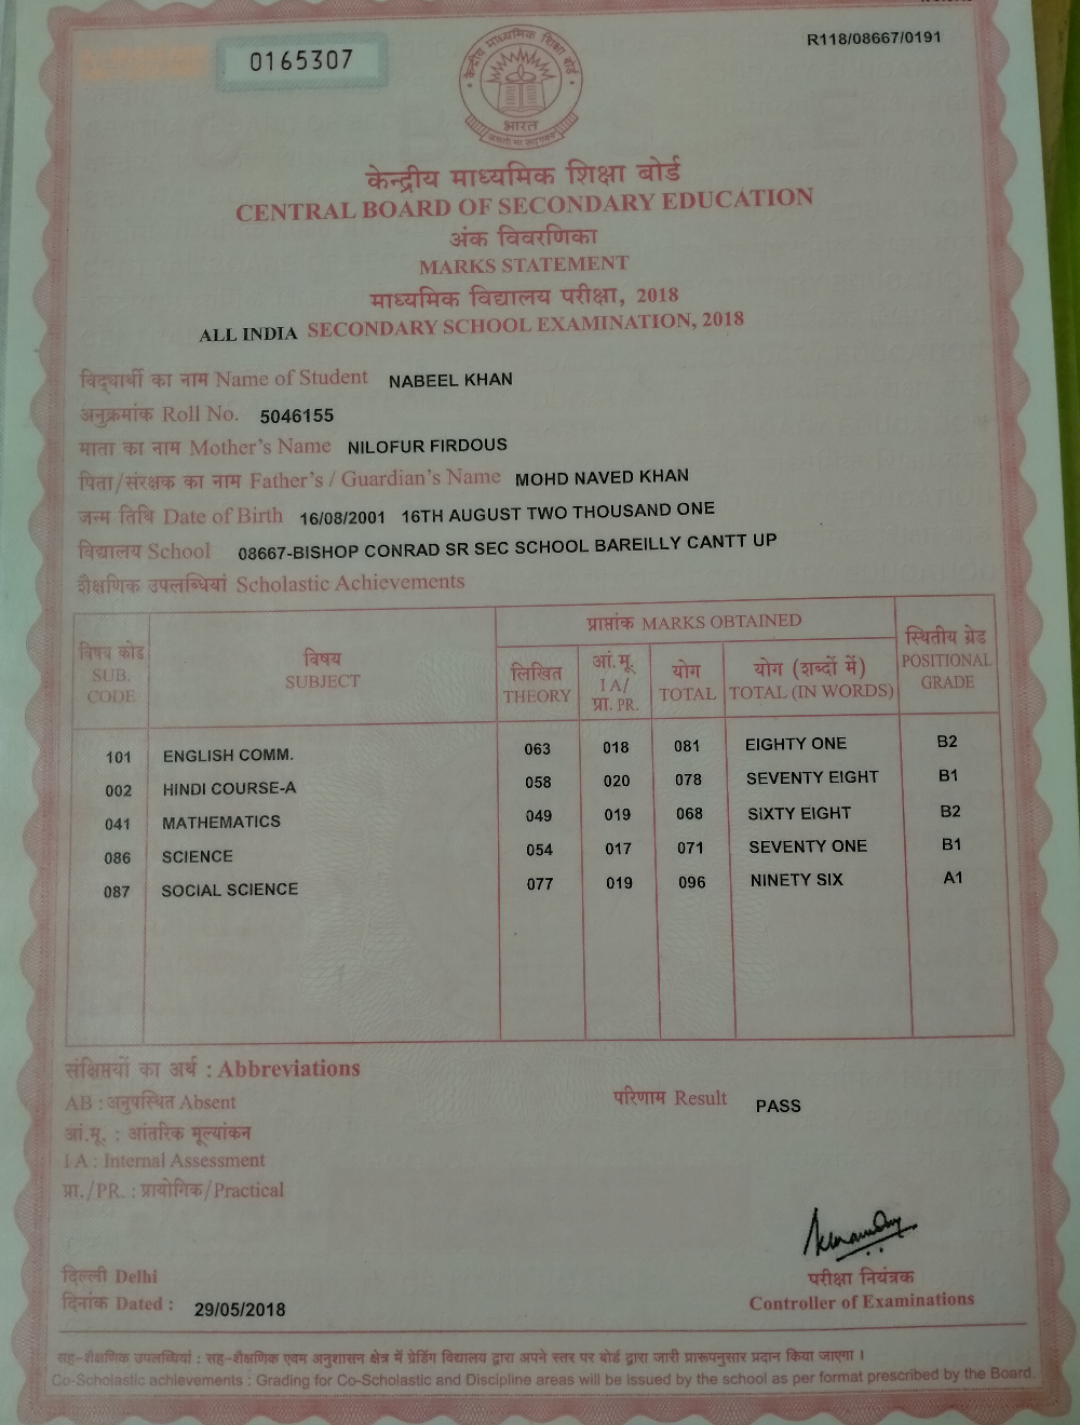 0165307
R118/08667/0191
केन्द्रीय माध्यमिक शिक्षा बोर्ड
भारत
केन्द्रीय माध्यमिक शिक्षा बोर्ड
CENTRAL BOARD OF SECONDARY EDUCATION
अंक विवरणिका
MARKS STATEMENT
माध्यमिक विद्यालय परीक्षा, 2018
ALL INDIA SECONDARY SCHOOL EXAMINATION, 2018
विद्यार्थी का नाम Name of Student NABEEL KHAN
अनुक्रमांक Roll No. 5046155
माता का नाम Mother's Name NILOFUR FIRDOUS
पिता/संरक्षक का नाम Father's / Guardian's Name MOHD NAVED KHAN
जन्म तिथि Date of Birth 16/08/2001 16TH AUGUST TWO THOUSAND ONE
विद्यालय School 08667-BISHOP CONRAD SR SEC SCHOOL BAREILLY CANTT UP
शैक्षणिक उपलब्धियां Scholastic Achievements
विषय कोड SUB. CODE
विषय SUBJECT
प्राप्तांक MARKS OBTAINED
लिखित THEORY
आं.मू. I A/ प्रा. PR.
योग TOTAL
योग (शब्दों में) TOTAL (IN WORDS)
स्थितीय ग्रेड POSITIONAL GRADE
101 ENGLISH COMM. 063 018 081 EIGHTY ONE B2
002 HINDI COURSE-A 058 020 078 SEVENTY EIGHT B1
041 MATHEMATICS 049 019 068 SIXTY EIGHT B2
086 SCIENCE 054 017 071 SEVENTY ONE B1
087 SOCIAL SCIENCE 077 019 096 NINETY SIX A1
संक्षिप्तियों का अर्थ : Abbreviations
AB : अनुपस्थित Absent
परिणाम Result PASS
आं.मू. : आंतरिक मूल्यांकन
I A : Internal Assessment
प्रा./PR. : प्रायोगिक/Practical
दिल्ली Delhi
दिनांक Dated : 29/05/2018
परीक्षा नियंत्रक
Controller of Examinations
सह-शैक्षणिक उपलब्धियां : सह-शैक्षणिक एवम अनुशासन क्षेत्र में ग्रेडिंग विद्यालय द्वारा अपने स्तर पर बोर्ड द्वारा जारी प्रारूपनुसार प्रदान किया जाएगा ।
Co-Scholastic achievements : Grading for Co-Scholastic and Discipline areas will be issued by the school as per format prescribed by the Board.